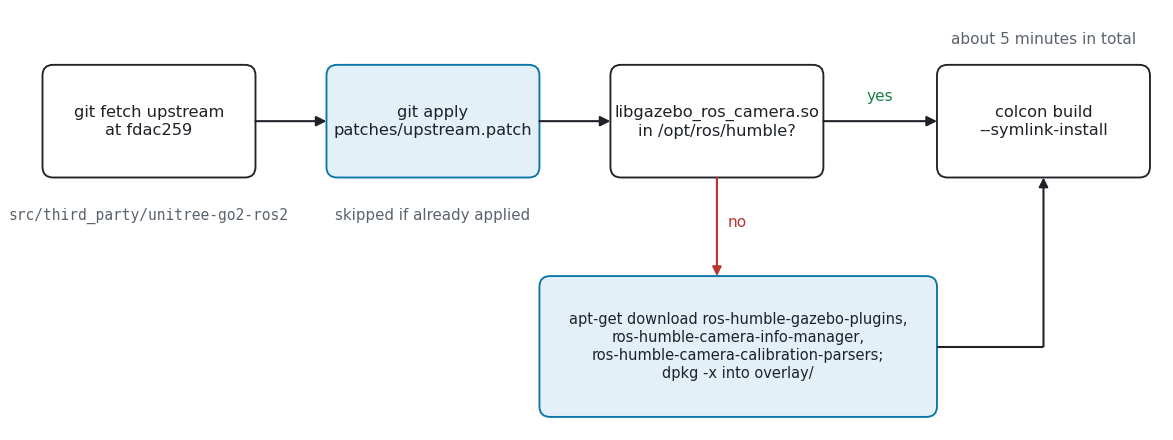 about 5 minutes in total
git fetch upstream
at fdac259
git apply
patches/upstream.patch
libgazebo_ros_camera.so
in /opt/ros/humble?
yes
colcon build
--symlink-install
src/third_party/unitree-go2-ros2
skipped if already applied
no
apt-get download ros-humble-gazebo-plugins,
ros-humble-camera-info-manager,
ros-humble-camera-calibration-parsers;
dpkg -x into overlay/